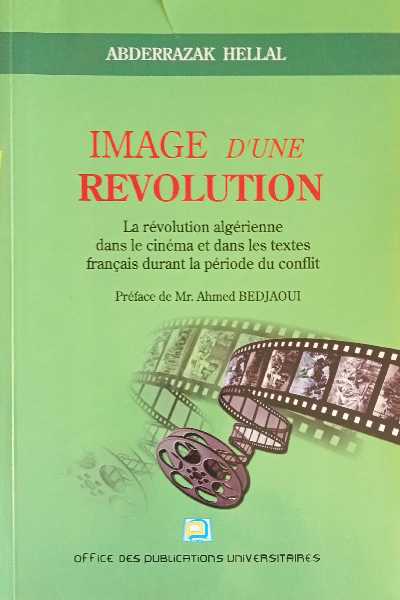 ABDERRAZAK HELLAL
IMAGE D'UNE
REVOLUTION
La révolution algérienne
dans le cinéma et dans les textes
français durant la période du conflit
Préface de Mr. Ahmed BEDJAOUI
OFFICE DES PUBLICATIONS UNIVERSITAIRES